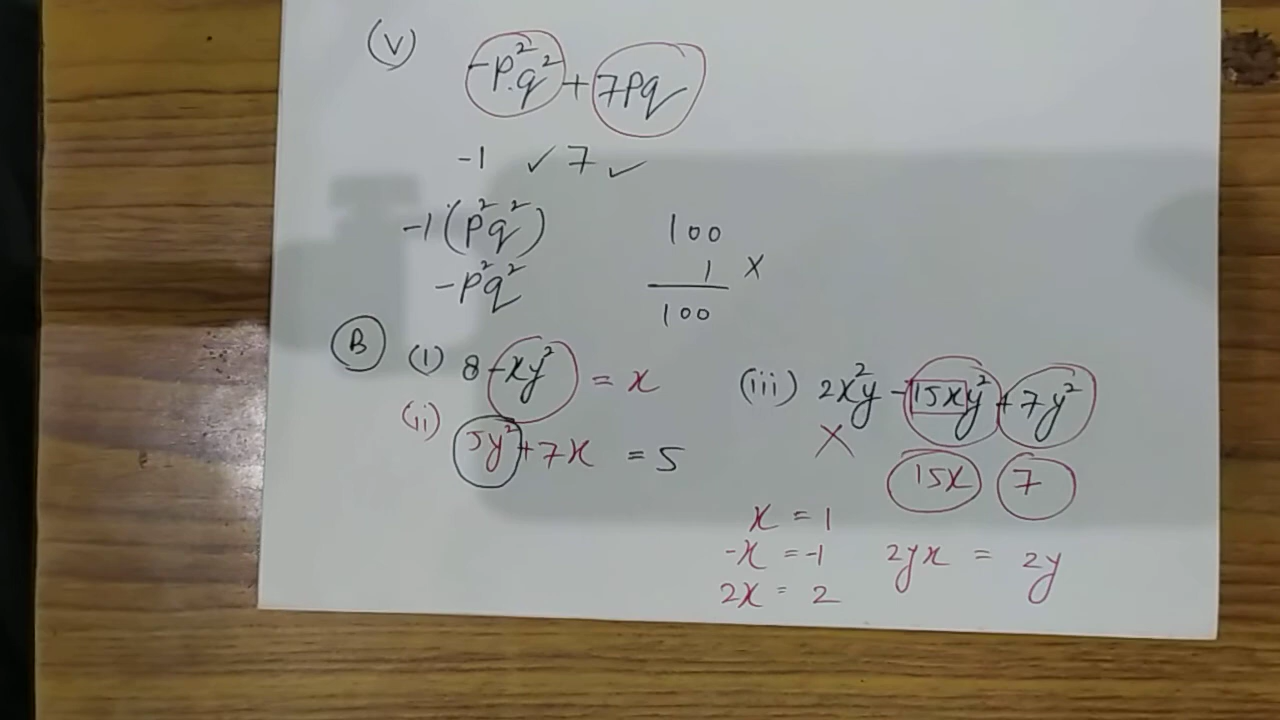 (v) -p²q² + 7pq
-1 ✓ 7 ✓
-1(p²q²)
-p²q²
100
1 ×
100
(B) (i) 8 - xy² = x
(ii) 5y² + 7x = 5
(iii) 2x²y - 15xy² + 7y²
× 15x 7
x = 1
-x = -1 2yx = 2y
2x = 2